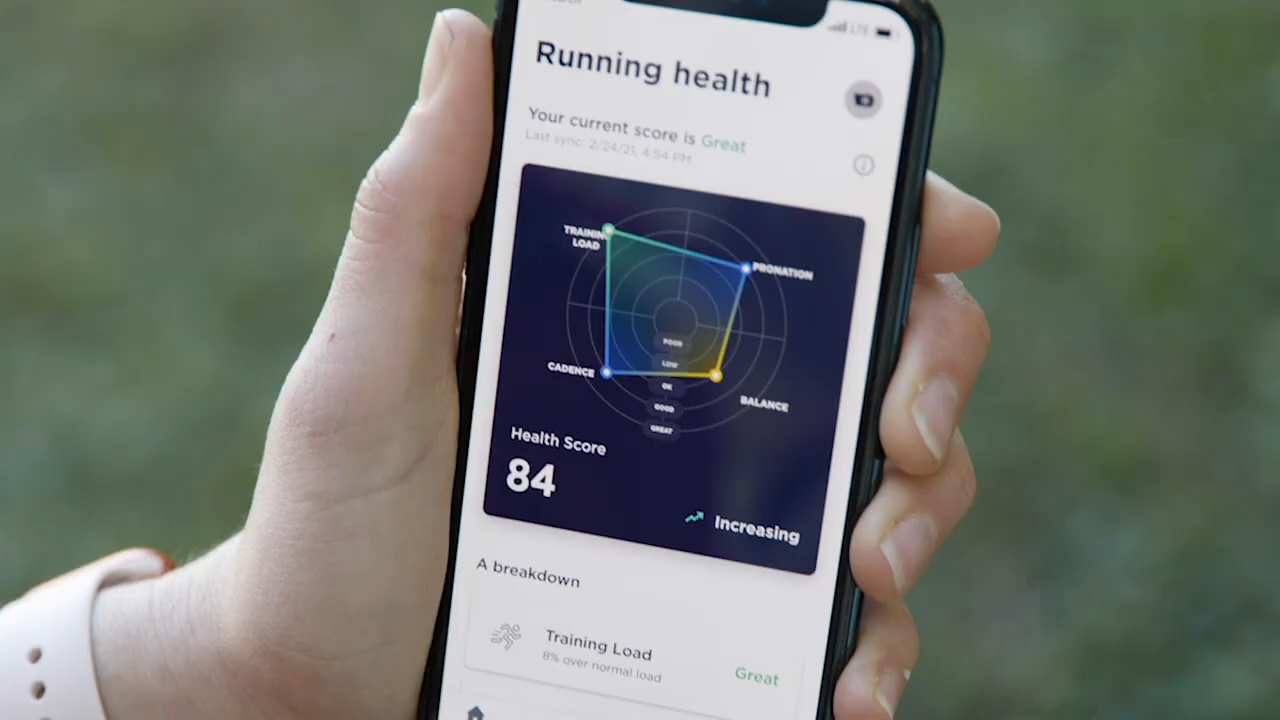 LTE
Running health
Your current score is Great
Last sync: 2/24/21, 4:54 PM
TRAINING
LOAD
PRONATION
POOR
LOW
CADENCE
OK
BALANCE
GOOD
GREAT
Health Score
84
Increasing
A breakdown
Training Load
8% over normal load
Great